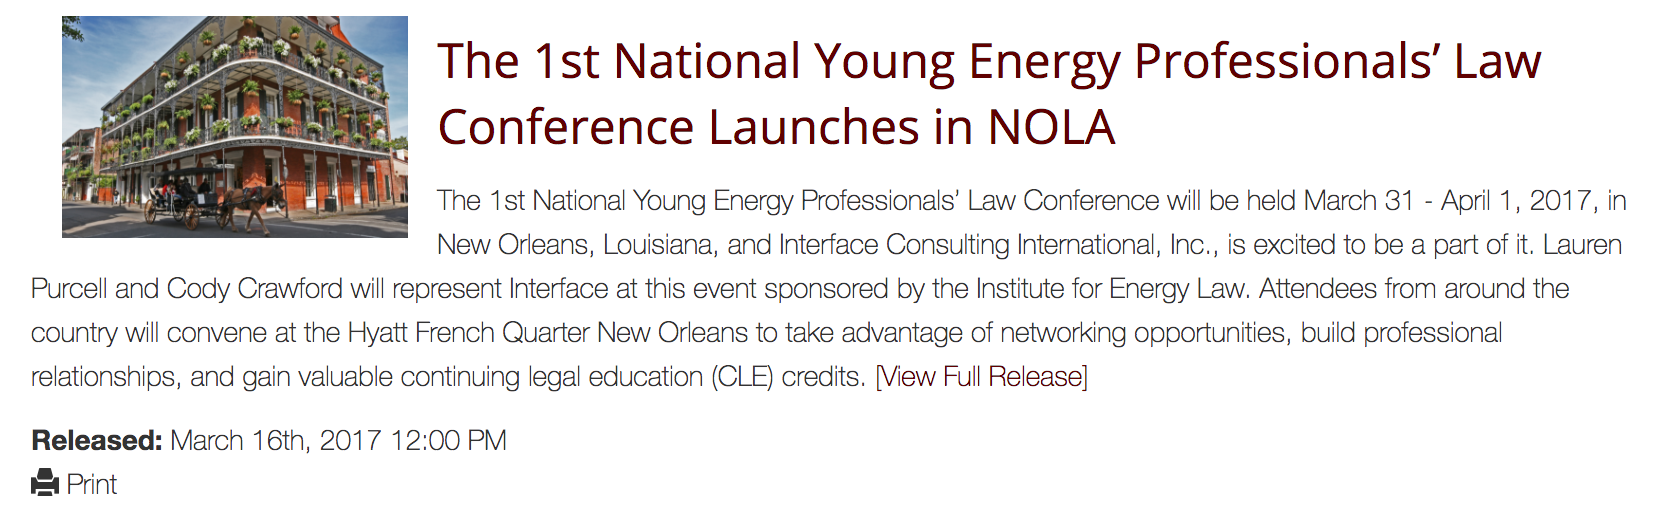 The 1st National Young Energy Professionals’ Law
Conference Launches in NOLA
The 1st National Young Energy Professionals’ Law Conference will be held March 31 - April 1, 2017, in
New Orleans, Louisiana, and Interface Consulting International, Inc., is excited to be a part of it. Lauren
Purcell and Cody Crawford will represent Interface at this event sponsored by the Institute for Energy Law. Attendees from around the
country will convene at the Hyatt French Quarter New Orleans to take advantage of networking opportunities, build professional
relationships, and gain valuable continuing legal education (CLE) credits. [View Full Release]
Released: March 16th, 2017 12:00 PM
Print